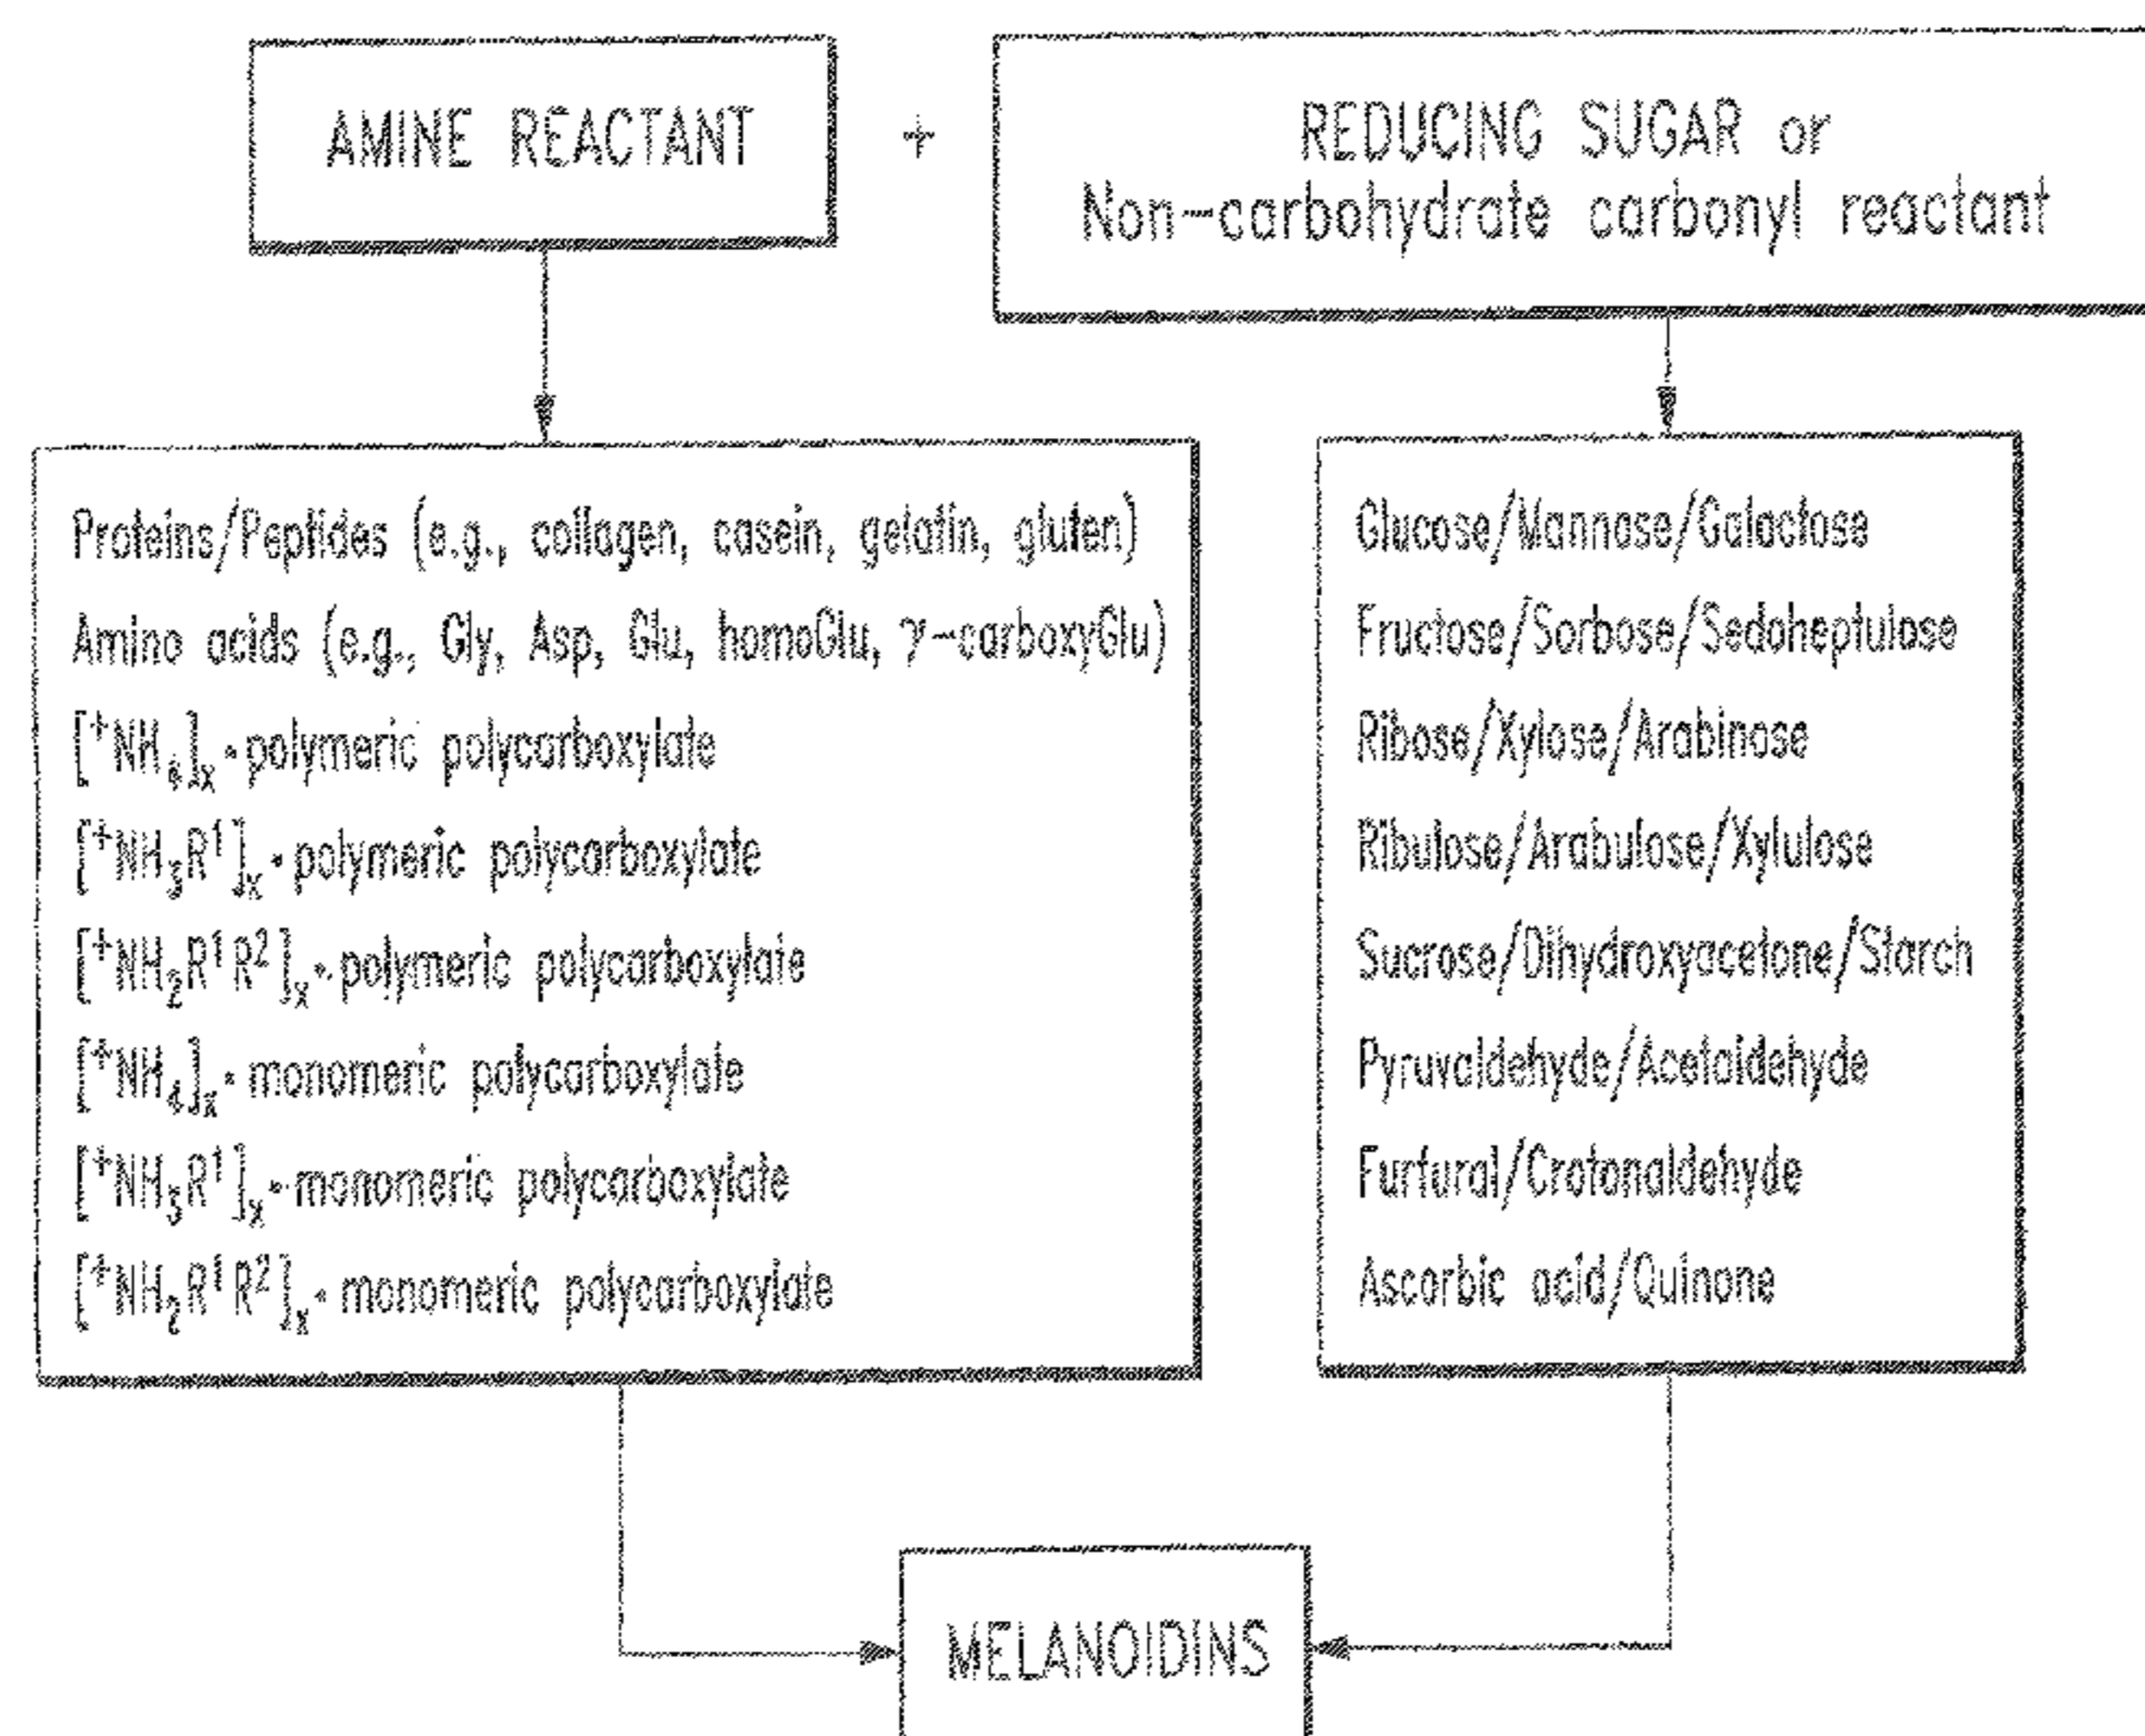 AMINE REACTANT
+
REDUCING SUGAR or
Non-carbohydrate carbonyl reactant
Proteins/Peptides (e.g., collagen, casein, gelatin, gluten)
Amino acids (e.g., Gly, Asp, Glu, homoGlu, γ-carboxyGlu)
[⁺NH₄]ₓ•polymeric polycarboxylate
[⁺NH₃R¹]ₓ•polymeric polycarboxylate
[⁺NH₂R¹R²]ₓ•polymeric polycarboxylate
[⁺NH₄]ₓ•monomeric polycarboxylate
[⁺NH₃R¹]ₓ•monomeric polycarboxylate
[⁺NH₂R¹R²]ₓ•monomeric polycarboxylate
Glucose/Mannose/Galactose
Fructose/Sorbose/Sedoheptulose
Ribose/Xylose/Arabinose
Ribulose/Arabulose/Xylulose
Sucrose/Dihydroxyacetone/Starch
Pyruvaldehyde/Acetaldehyde
Furfural/Crotonaldehyde
Ascorbic acid/Quinone
MELANOIDINS